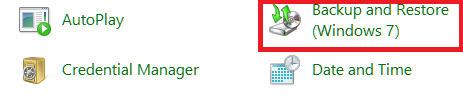 AutoPlay
Backup and Restore
(Windows 7)
Credential Manager
Date and Time